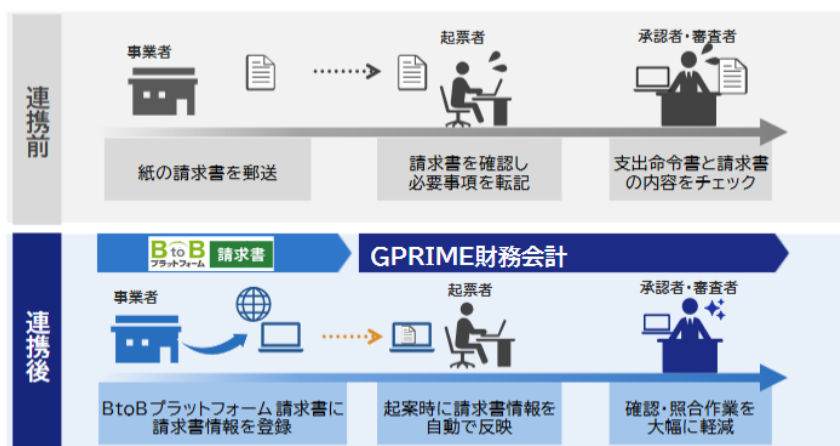 連携前
事業者
起票者
承認者・審査者
紙の請求書を郵送
請求書を確認し
必要事項を転記
支出命令書と請求書
の内容をチェック
連携後
BtoB
プラットフォーム
請求書
GPRIME財務会計
事業者
起票者
承認者・審査者
BtoBプラットフォーム 請求書に
請求書情報を登録
起案時に請求書情報を
自動で反映
確認・照合作業を
大幅に軽減